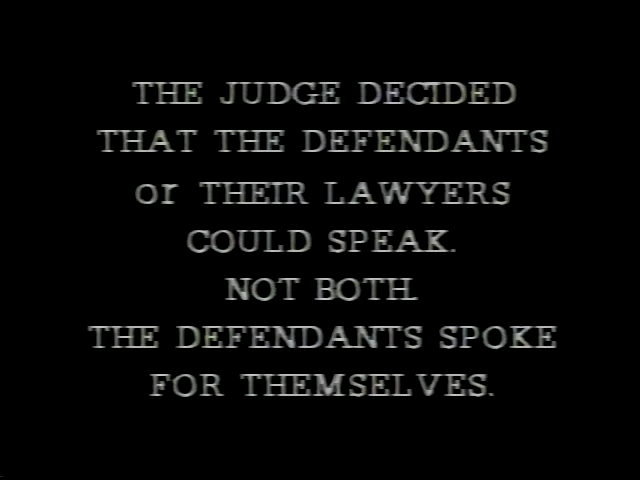 THE JUDGE DECIDED
THAT THE DEFENDANTS
or THEIR LAWYERS
COULD SPEAK.
NOT BOTH.
THE DEFENDANTS SPOKE
FOR THEMSELVES.